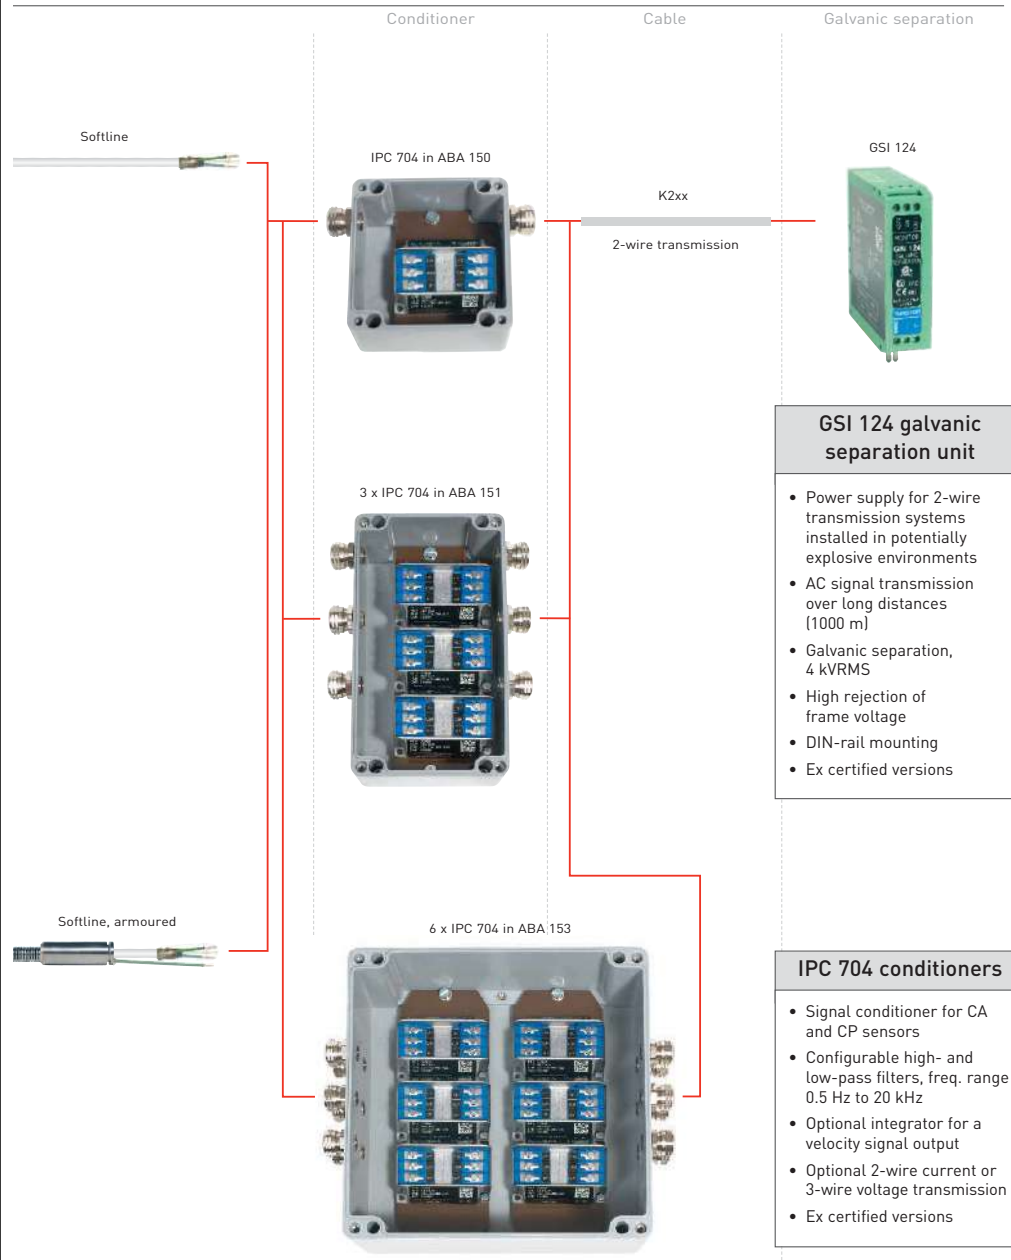 Conditioner
Cable
Galvanic separation
Softline
IPC 704 in ABA 150
K2xx
2-wire transmission
GSI 124
GSI 124
3 x IPC 704 in ABA 151
GSI 124 galvanic
separation unit
• Power supply for 2-wire
transmission systems
installed in potentially
explosive environments
• AC signal transmission
over long distances
(1000 m)
• Galvanic separation,
4 kVRMS
• High rejection of
frame voltage
• DIN-rail mounting
• Ex certified versions
Softline, armoured
6 x IPC 704 in ABA 153
IPC 704 conditioners
• Signal conditioner for CA
and CP sensors
• Configurable high- and
low-pass filters, freq. range
0.5 Hz to 20 kHz
• Optional integrator for a
velocity signal output
• Optional 2-wire current or
3-wire voltage transmission
• Ex certified versions